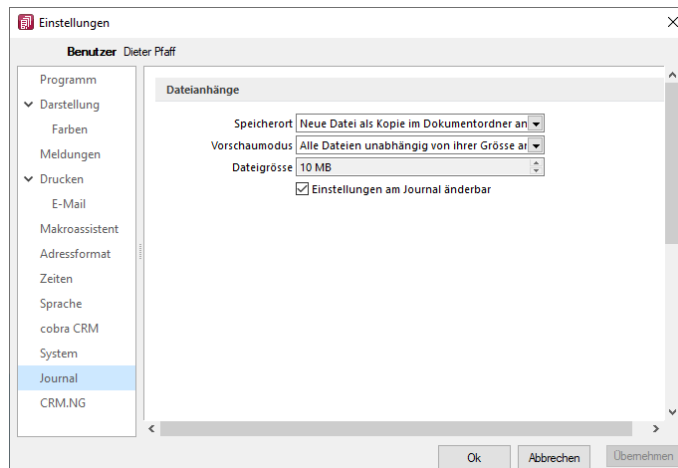 Einstellungen
Benutzer Dieter Pfaff
Programm
Darstellung
Farben
Meldungen
Drucken
E-Mail
Makroassistent
Adressformat
Zeiten
Sprache
cobra CRM
System
Journal
CRM.NG
Dateianhänge
Speicherort Neue Datei als Kopie im Dokumentordner an
Vorschaumodus Alle Dateien unabhängig von ihrer Grösse
Dateigrösse 10 MB
Einstellungen am Journal änderbar
Ok Abbrechen Übernehmen